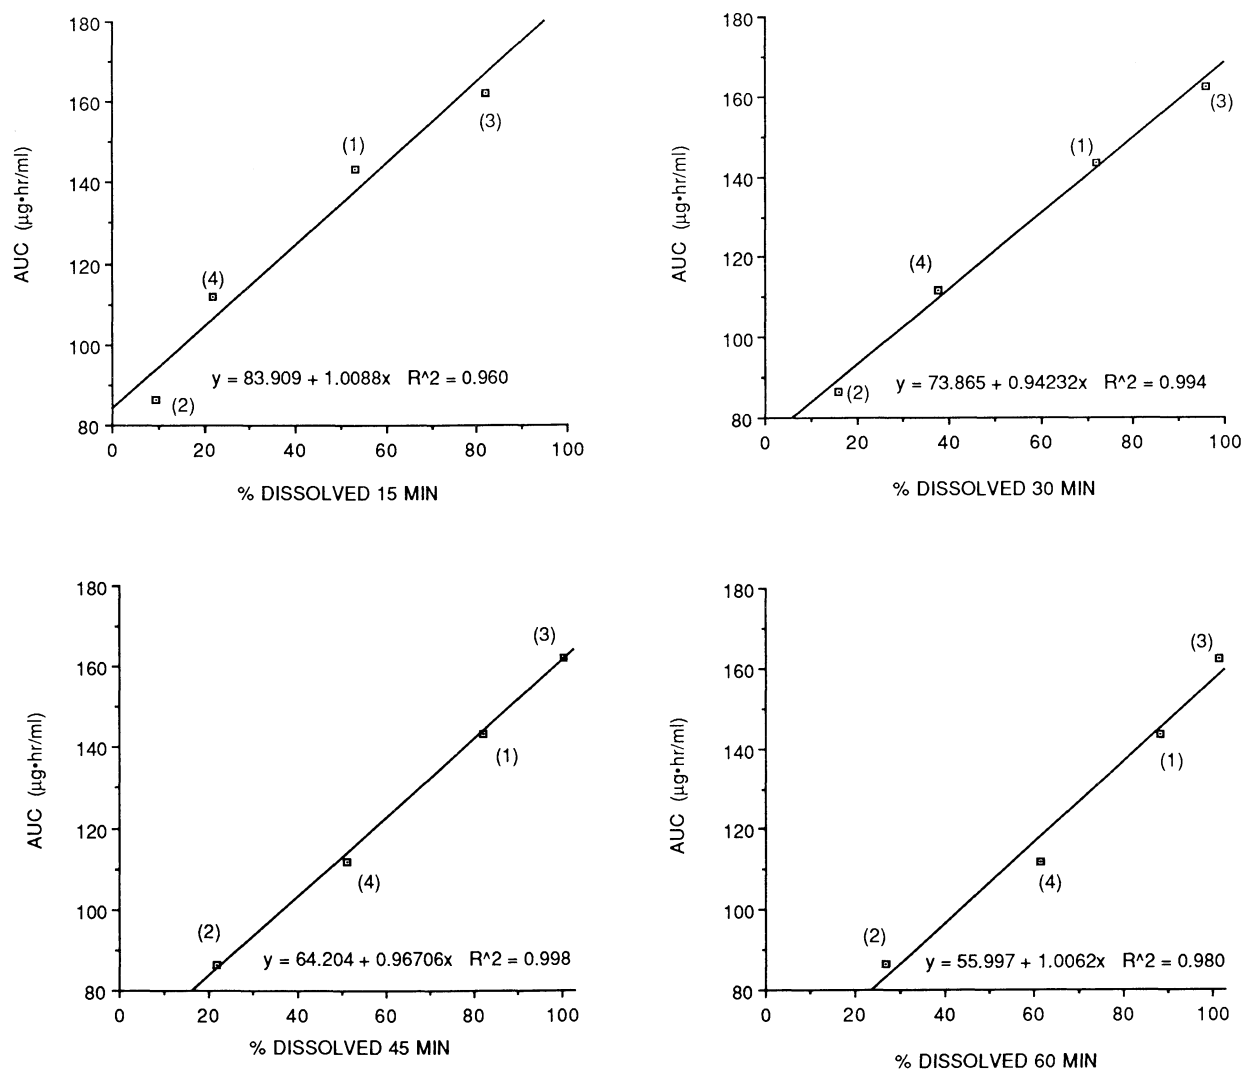 180
160
140
120
100
80
AUC (µg•hr/ml)
(1)
(3)
(4)
(2)
y = 83.909 + 1.0088x R^2 = 0.960
0 20 40 60 80 100
% DISSOLVED 15 MIN
180
160
140
120
100
80
AUC (µg•hr/ml)
(3)
(1)
(4)
(2)
y = 73.865 + 0.94232x R^2 = 0.994
0 20 40 60 80 100
% DISSOLVED 30 MIN
180
160
140
120
100
80
AUC (µg•hr/ml)
(3)
(1)
(4)
(2)
y = 64.204 + 0.96706x R^2 = 0.998
0 20 40 60 80 100
% DISSOLVED 45 MIN
180
160
140
120
100
80
AUC (µg•hr/ml)
(3)
(1)
(4)
(2)
y = 55.997 + 1.0062x R^2 = 0.980
0 20 40 60 80 100
% DISSOLVED 60 MIN